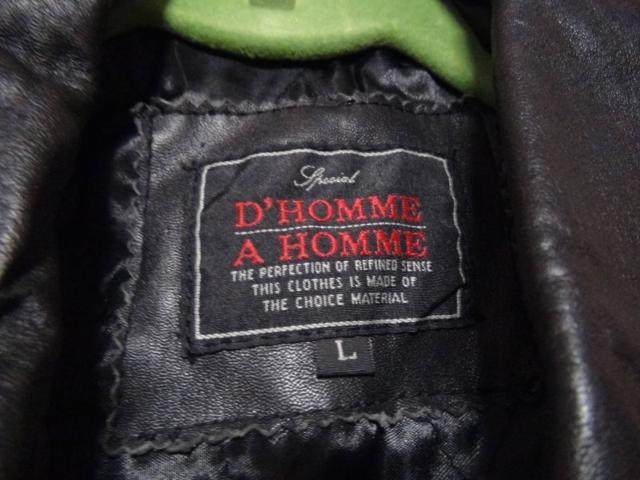 Special
D'HOMME
A HOMME
THE PERFECTION OF REFINED SENSE
THIS CLOTHES IS MADE OF
THE CHOICE MATERIAL
L